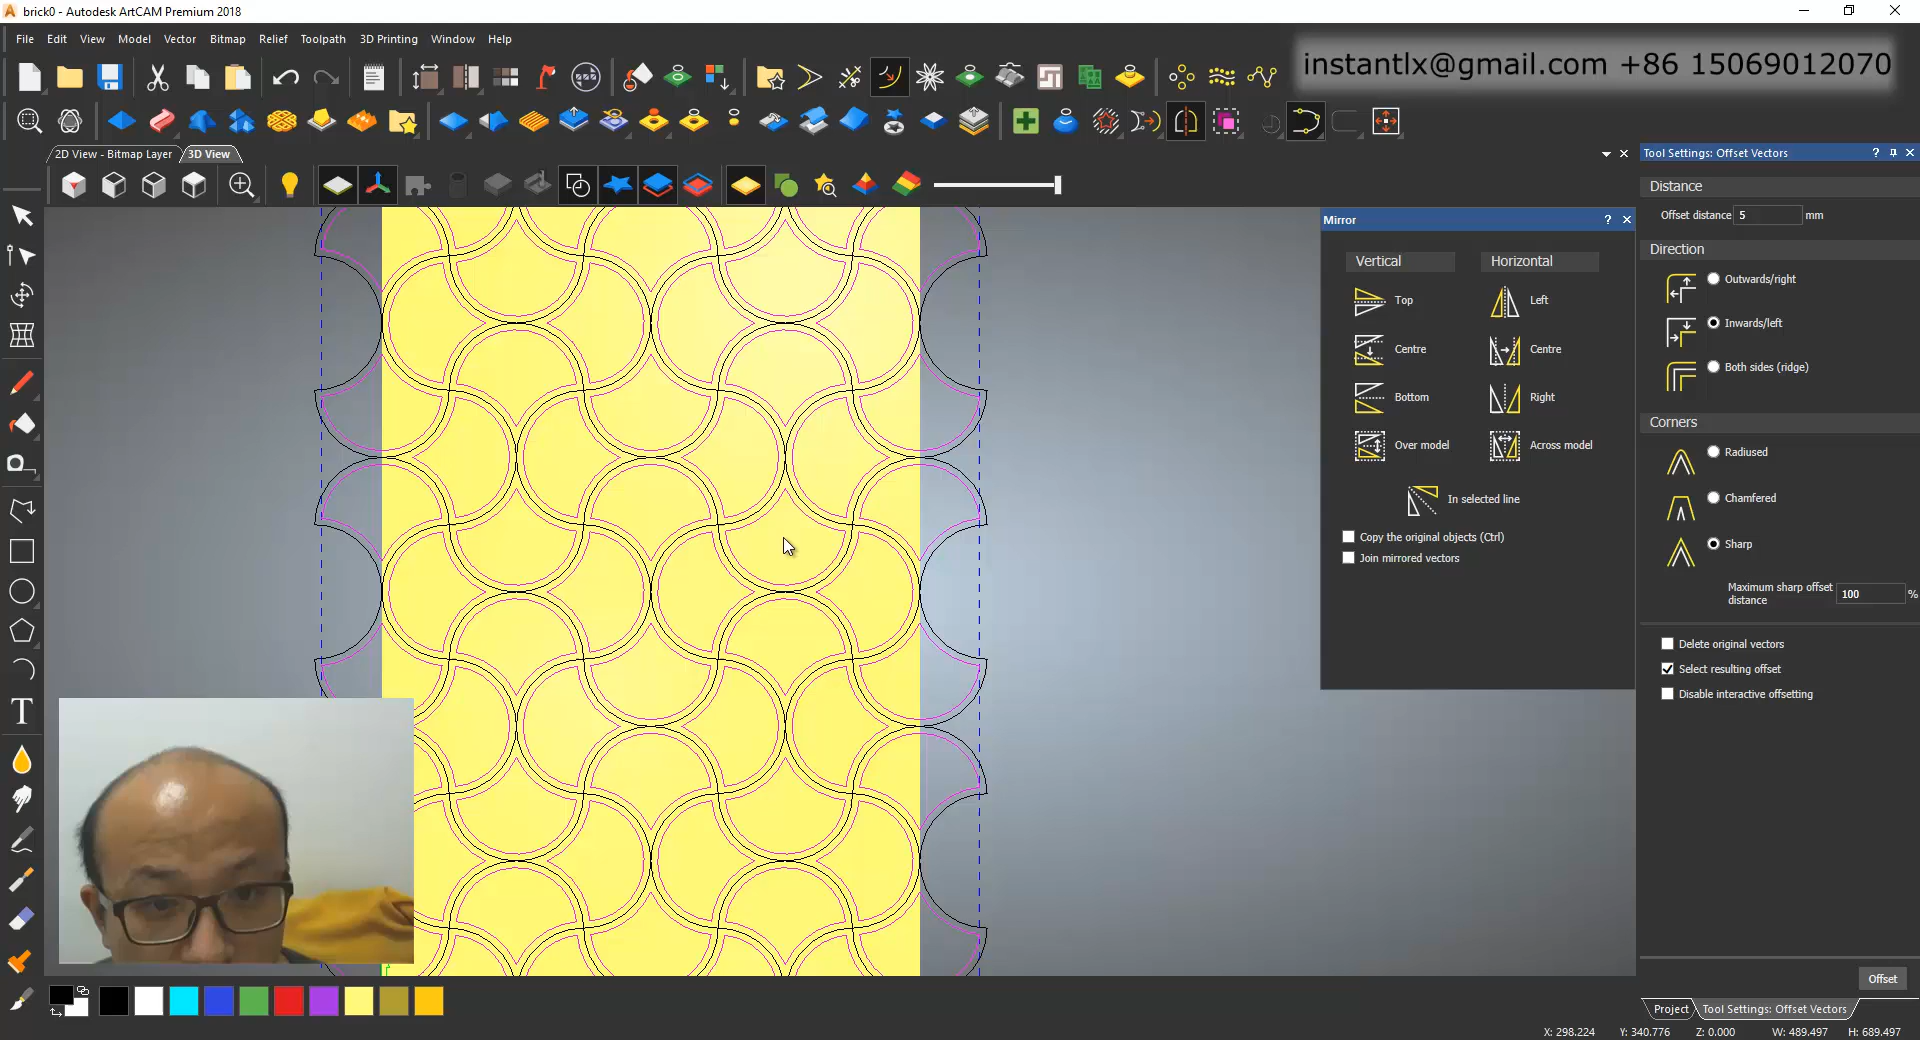 brick0 - Autodesk ArtCAM Premium 2018
File Edit View Model Vector Bitmap Relief Toolpath 3D Printing Window Help
instantlx@gmail.com +86 15069012070
2D View - Bitmap Layer 3D View
Tool Settings: Offset Vectors
Distance
Offset distance 5 mm
Direction
Outwards/right
Inwards/left
Both sides (ridge)
Corners
Radiused
Chamfered
Sharp
Maximum sharp offset
distance 100 %
Delete original vectors
Select resulting offset
Disable interactive offsetting
Offset
Mirror
Vertical Horizontal
Top Left
Centre Centre
Bottom Right
Over model Across model
In selected line
Copy the original objects (Ctrl)
Join mirrored vectors
T
Project Tool Settings: Offset Vectors
X: 298.224 Y: 340.776 Z: 0.000 W: 489.497 H: 689.497